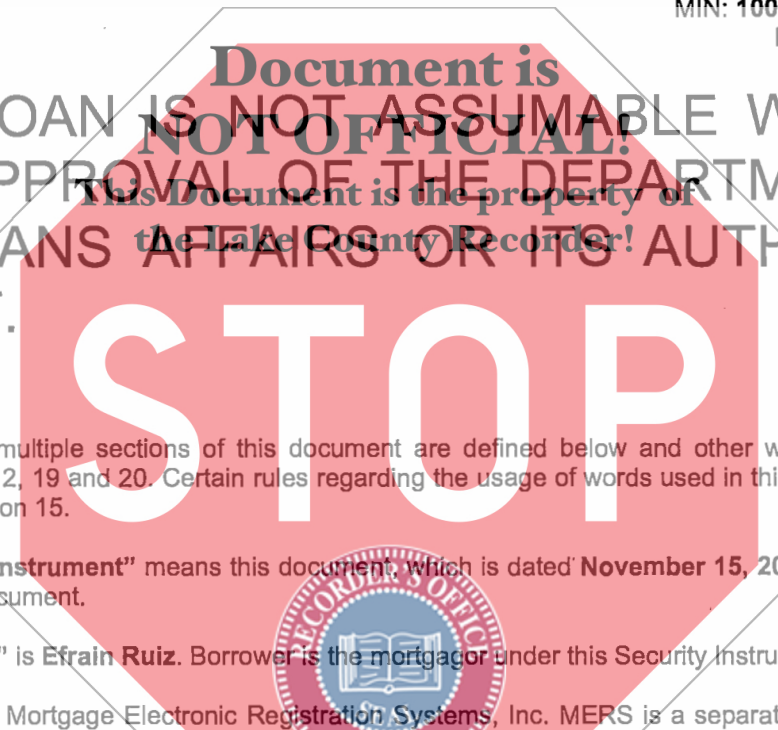 MIN: 100
Document is
OAN IS NOT ASSUMABLE W
NOT OFFICIAL!
PPROVAL OF THE DEPARTM
This Document is the property of
ANS AFFAIRS OR ITS AUTH
the Lake County Recorder!
.
STOP
multiple sections of this document are defined below and other w
2, 19 and 20. Certain rules regarding the usage of words used in thi
on 15.
nstrument” means this document, which is dated November 15, 20
cument.
” is Efrain Ruiz. Borrower is the mortgagor under this Security Instru
RECORDER'S OFFICE
Mortgage Electronic Registration Systems, Inc. MERS is a separat